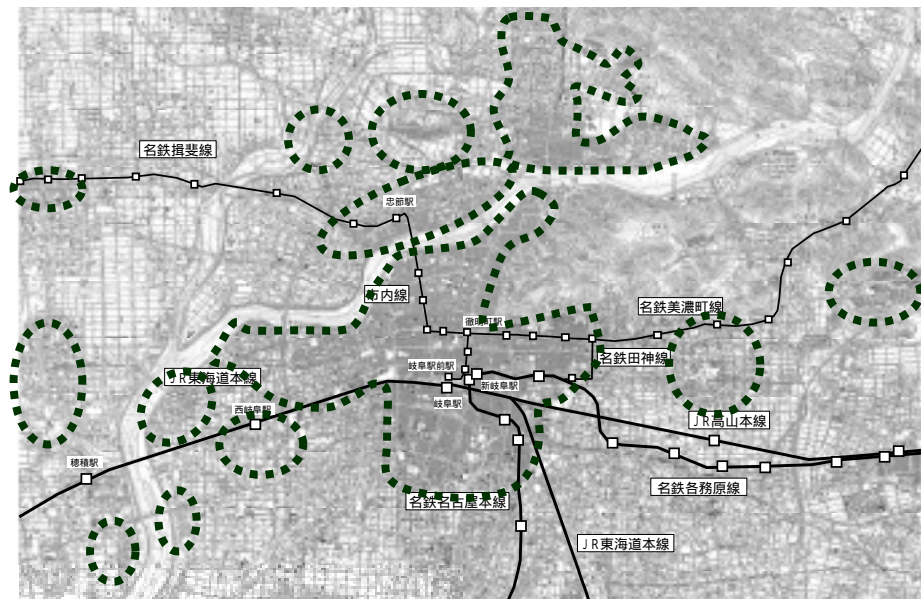 名鉄揖斐線
忠節駅
市内線
名鉄美濃町線
徹明町駅
名鉄田神線
岐阜駅前駅
JR東海道本線
新岐阜駅
岐阜駅
西岐阜駅
JR高山本線
穂積駅
名鉄各務原線
名鉄名古屋本線
JR東海道本線